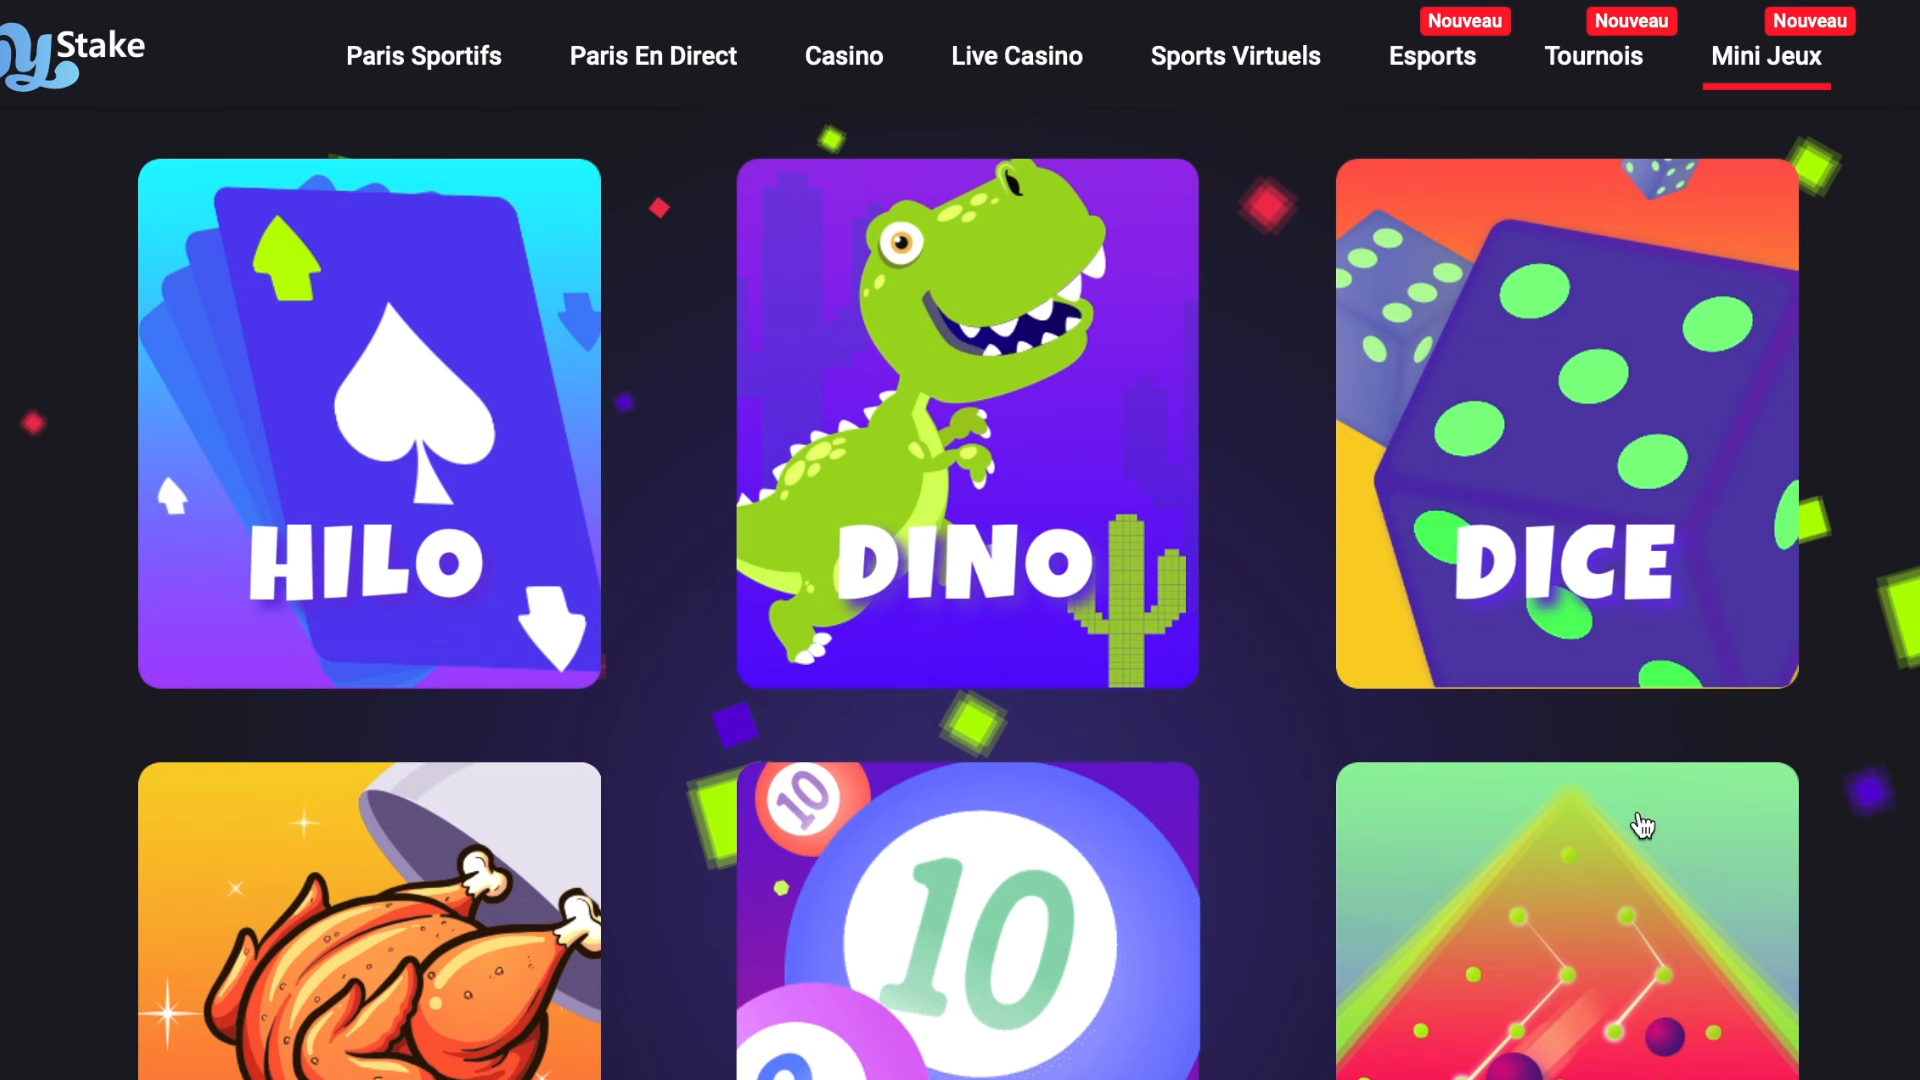 Stake
Nouveau
Nouveau
Nouveau
Paris Sportifs
Paris En Direct
Casino
Live Casino
Sports Virtuels
Esports
Tournois
Mini Jeux
HILO
DINO
DICE
10
10